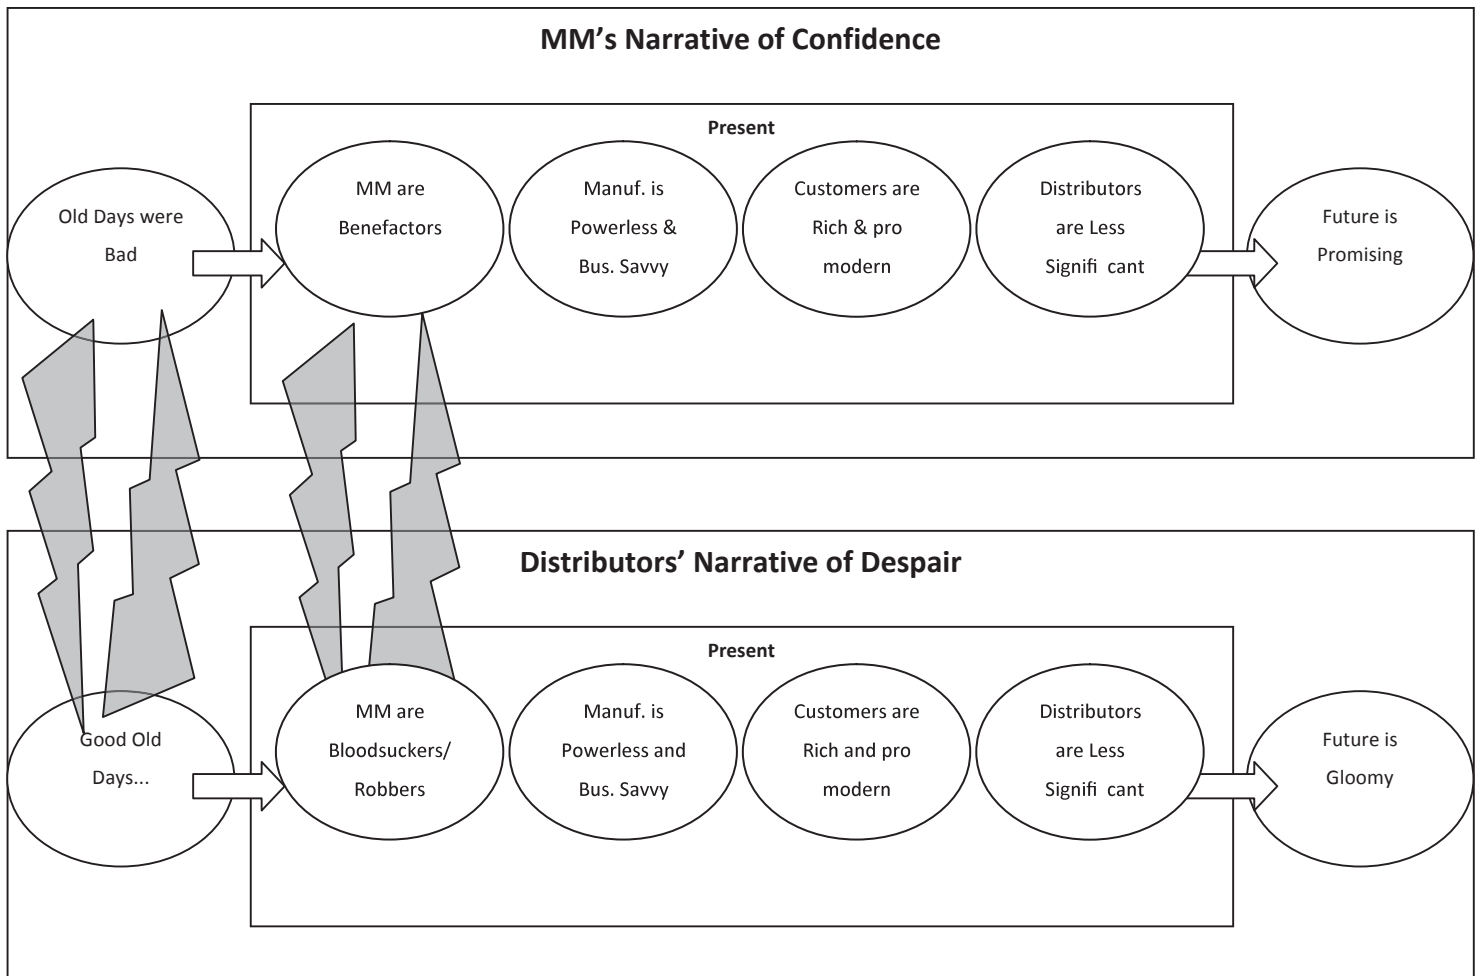 MM’s Narrative of Confidence
Present
Old Days were
Bad
MM are
Benefactors
Manuf. is
Powerless &
Bus. Savvy
Customers are
Rich & pro
modern
Distributors
are Less
Signifi cant
Future is
Promising
Distributors’ Narrative of Despair
Present
Good Old
Days...
MM are
Bloodsuckers/
Robbers
Manuf. is
Powerless and
Bus. Savvy
Customers are
Rich and pro
modern
Distributors
are Less
Signifi cant
Future is
Gloomy